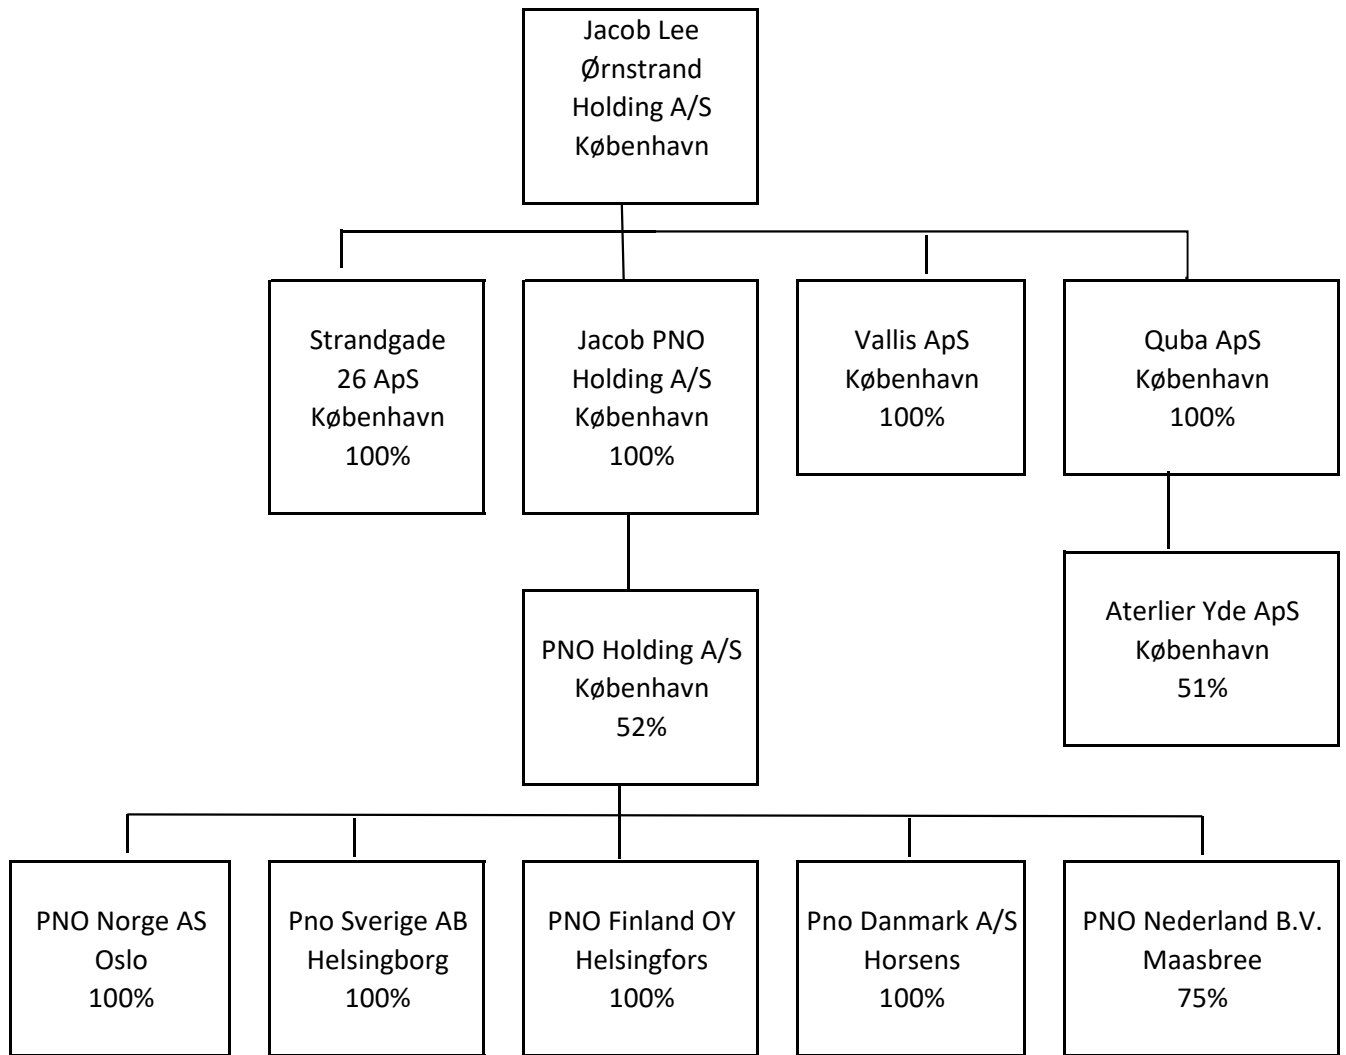 Jacob Lee
Ørnstrand
Holding A/S
København
Strandgade
26 ApS
København
100%
Jacob PNO
Holding A/S
København
100%
Vallis ApS
København
100%
Quba ApS
København
100%
PNO Holding A/S
København
52%
Aterlier Yde ApS
København
51%
PNO Norge AS
Oslo
100%
Pno Sverige AB
Helsingborg
100%
PNO Finland OY
Helsingfors
100%
Pno Danmark A/S
Horsens
100%
PNO Nederland B.V.
Maasbree
75%